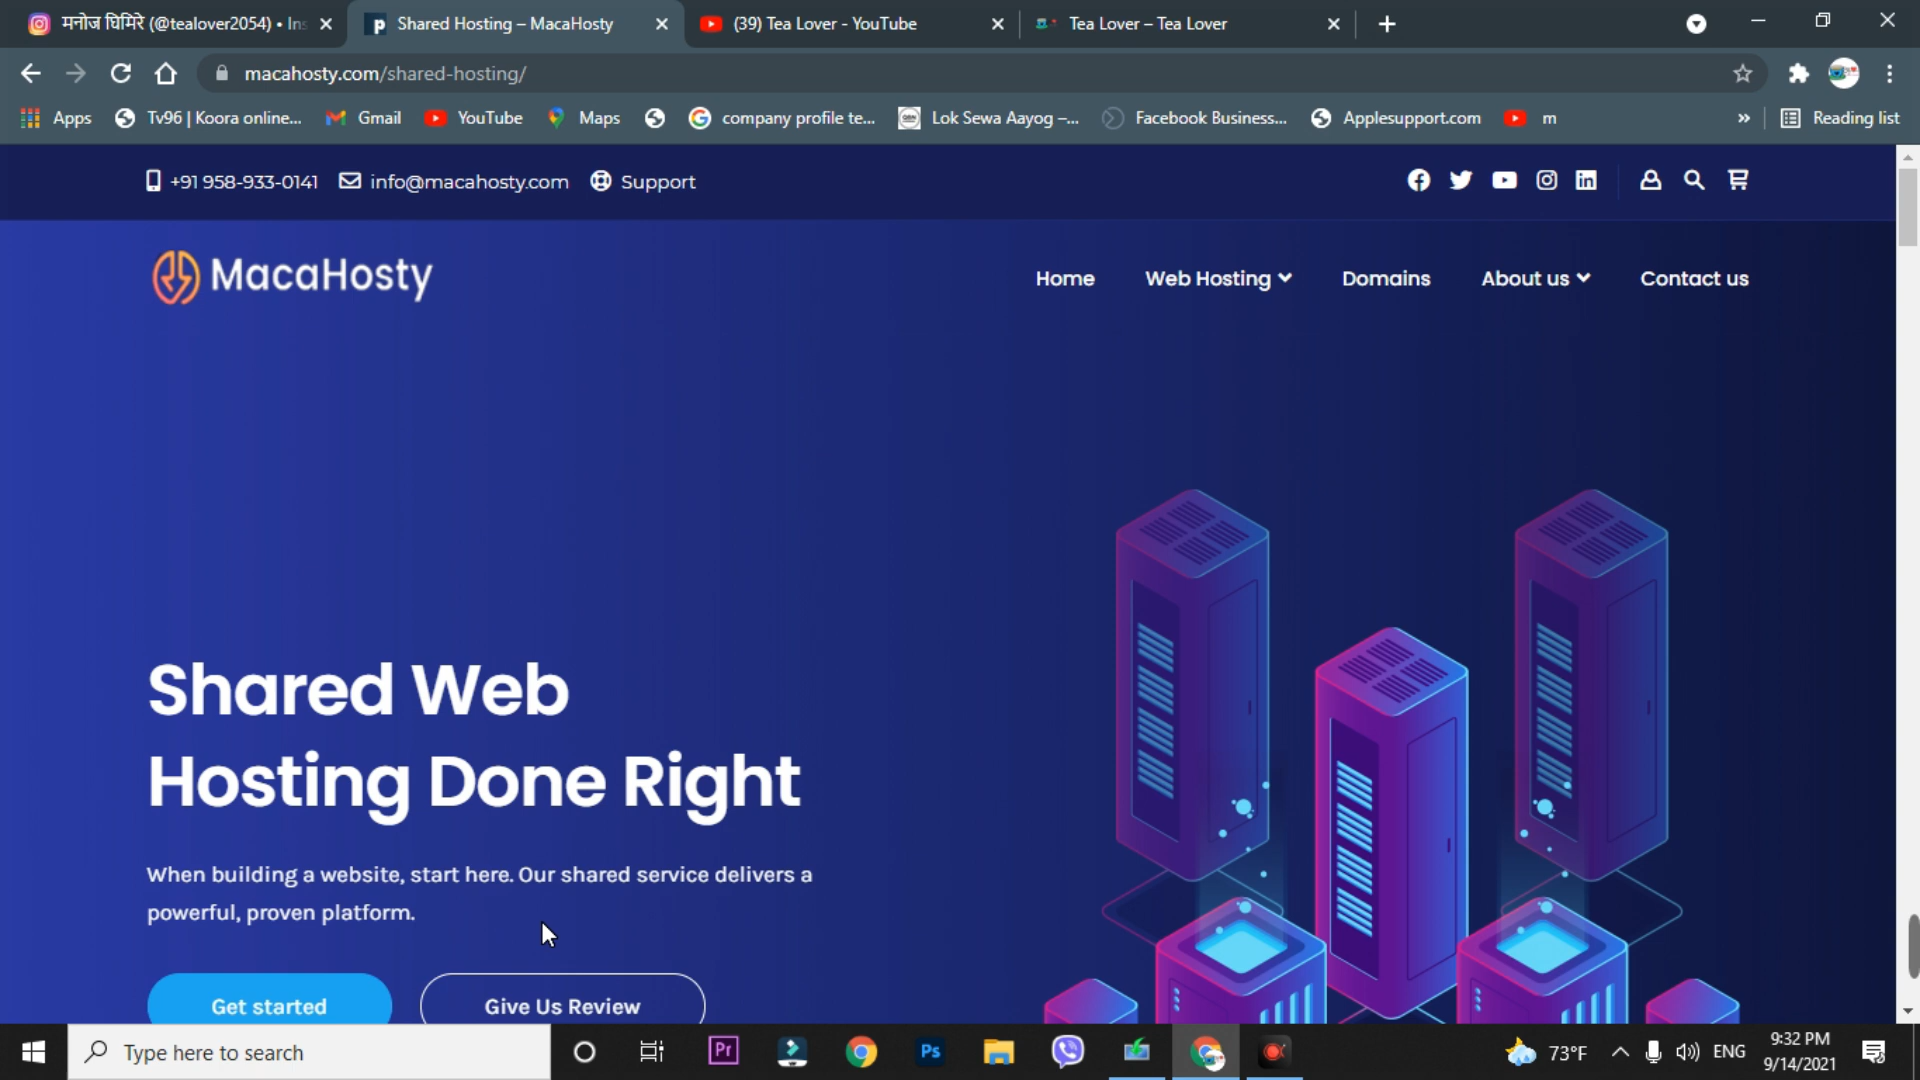 मनोज घिमिरे (@tealover2054) • Ins
Shared Hosting – MacaHosty
(39) Tea Lover - YouTube
Tea Lover – Tea Lover
macahosty.com/shared-hosting/
Apps
Tv96 | Koora online...
Gmail
YouTube
Maps
company profile te...
Lok Sewa Aayog –...
Facebook Business...
Applesupport.com
m
»
Reading list
+91 958-933-0141
info@macahosty.com
Support
MacaHosty
Home
Web Hosting
Domains
About us
Contact us
Shared Web
Hosting Done Right
When building a website, start here. Our shared service delivers a
powerful, proven platform.
Get started
Give Us Review
Type here to search
Pr
Ps
73°F
ENG
9:32 PM
9/14/2021